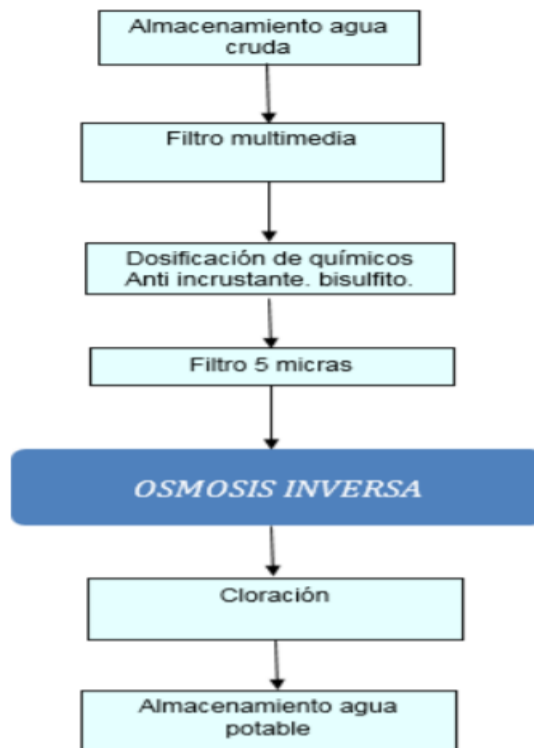 Almacenamiento agua
cruda
Filtro multimedia
Dosificación de químicos
Anti incrustante. bisulfito.
Filtro 5 micras
OSMOSIS INVERSA
Cloración
Almacenamiento agua
potable